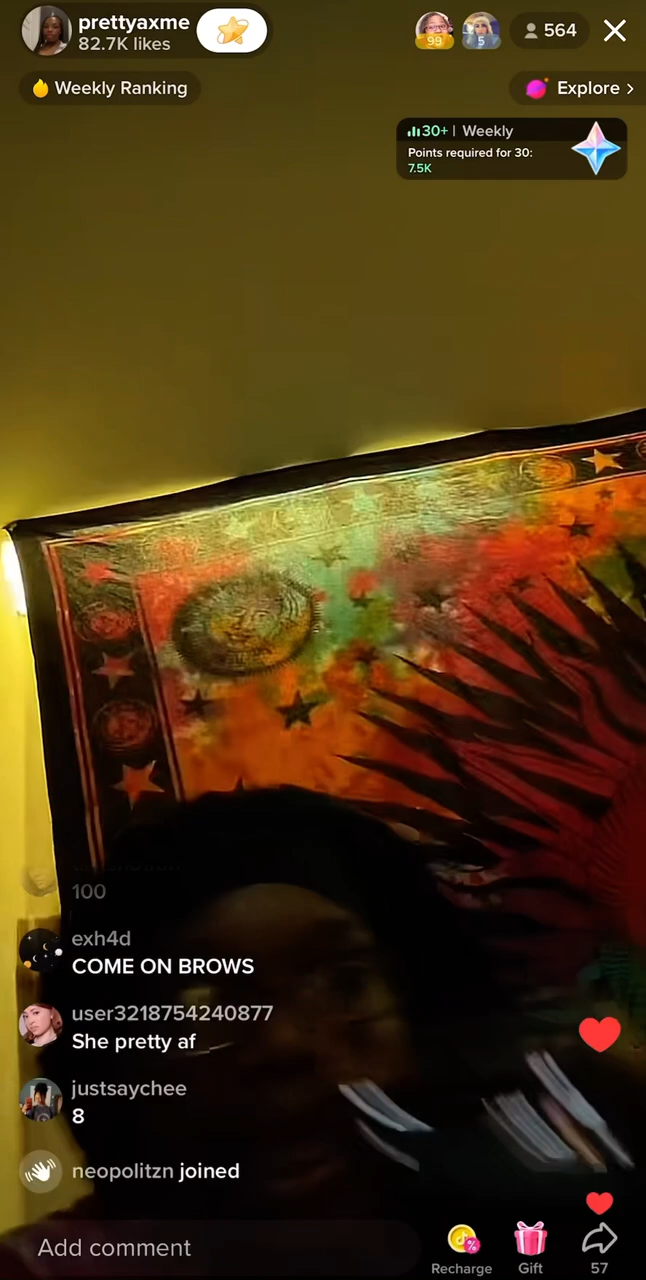 prettyaxme
82.7K likes
99
5
564
Weekly Ranking
Explore
30+ | Weekly
Points required for 30:
7.5K
100
exh4d
COME ON BROWS
user3218754240877
She pretty af
justsaychee
8
neopolitzn joined
Add comment
Recharge
Gift
57